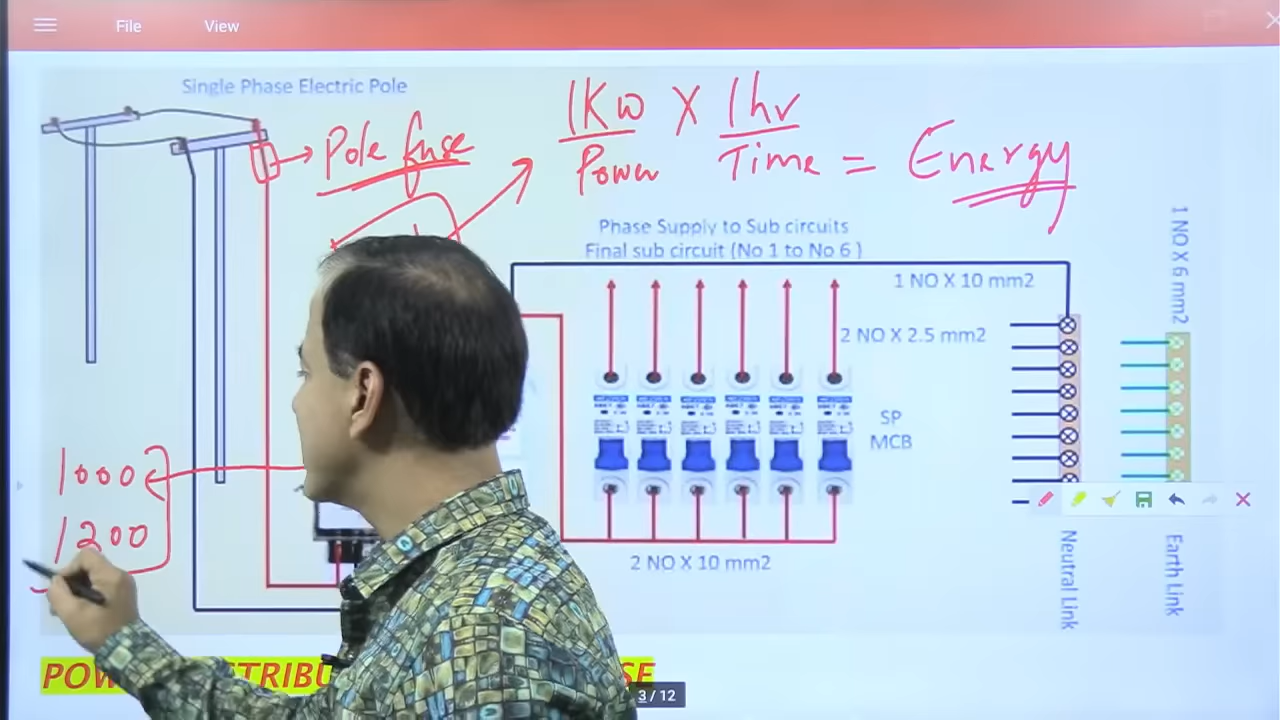 File
View
Single Phase Electric Pole
Pole fuse
1Kw X 1hr
Power Time = Energy
Phase Supply to Sub circuits
Final sub circuit (No 1 to No 6 )
1 NO X 10 mm2
2 NO X 2.5 mm2
SP
MCB
2 NO X 10 mm2
1 NO X 6 mm2
Neutral Link
Earth Link
1000
1200
3 / 12